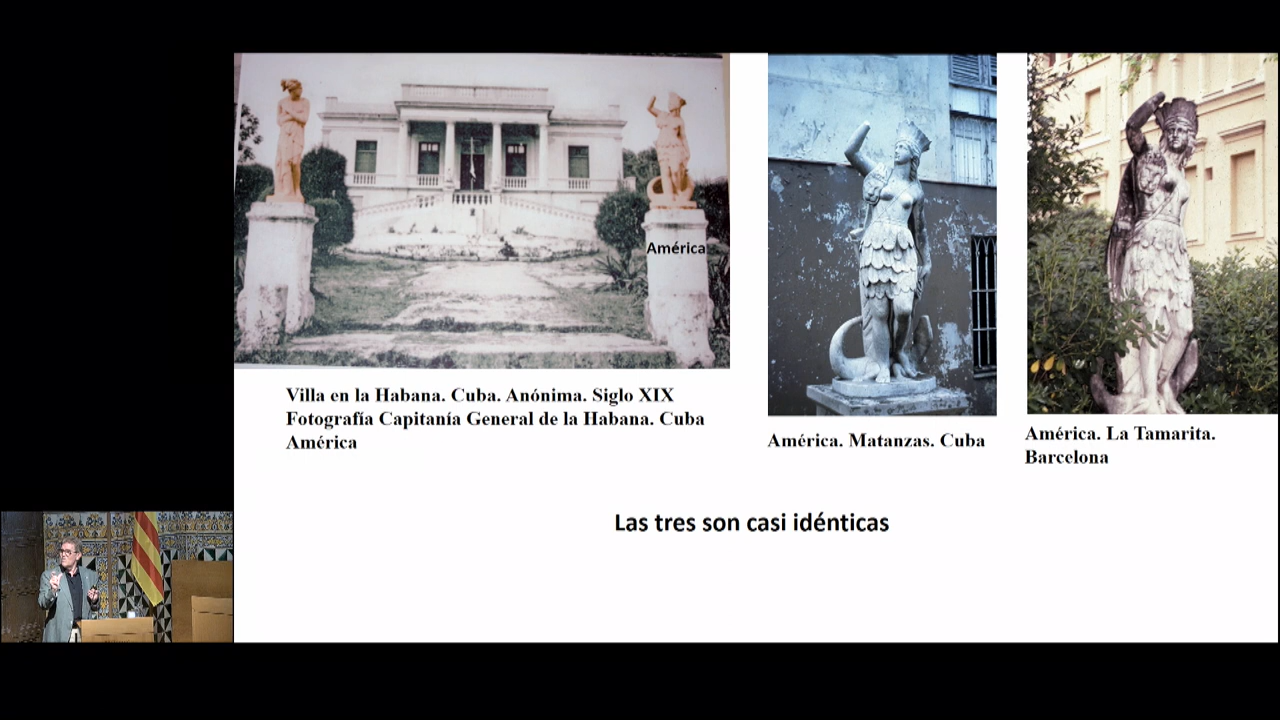 América
Villa en la Habana. Cuba. Anónima. Siglo XIX
Fotografía Capitanía General de la Habana. Cuba
América
América. Matanzas. Cuba
América. La Tamarita.
Barcelona
Las tres son casi idénticas